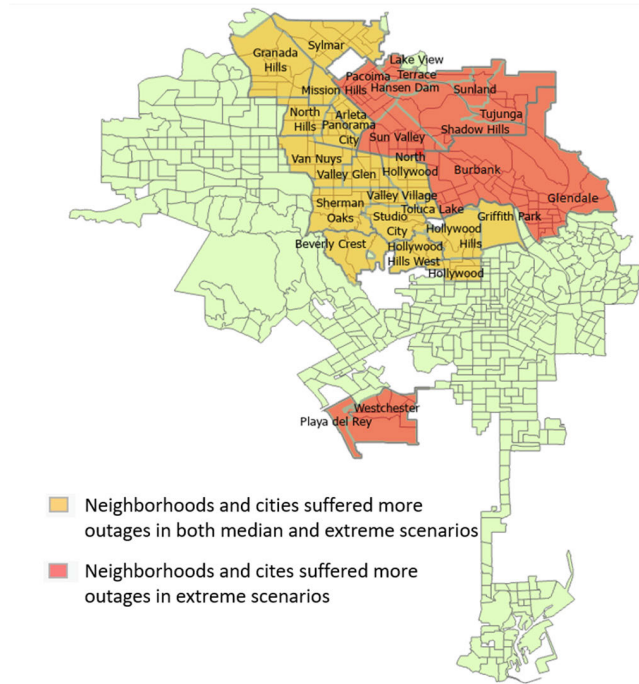 Sylmar
Granada
Hills
Lake View
Terrace
Pacoima
Mission Hills
Hansen Dam
Sunland
Tujunga
Shadow Hills
North
Hills
Arleta
Panorama
City
Sun Valley
Van Nuys
Valley Glen
North
Hollywood
Burbank
Glendale
Sherman
Oaks
Valley Village
Toluca Lake
Studio
City
Griffith Park
Hollywood
Hills
Beverly Crest
Hollywood
Hills West
Hollywood
Westchester
Playa del Rey
Neighborhoods and cities suffered more
outages in both median and extreme scenarios
Neighborhoods and cites suffered more
outages in extreme scenarios